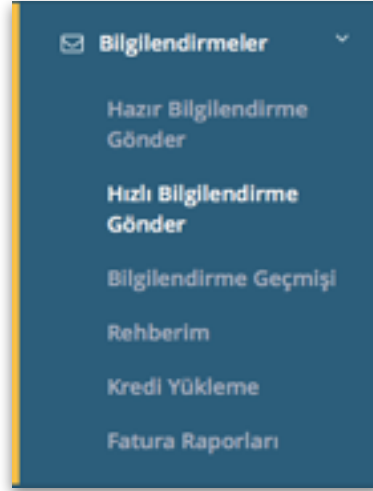 Bilgilendirmeler
Hazır Bilgilendirme
Gönder
Hızlı Bilgilendirme
Gönder
Bilgilendirme Geçmişi
Rehberim
Kredi Yükleme
Fatura Raporları